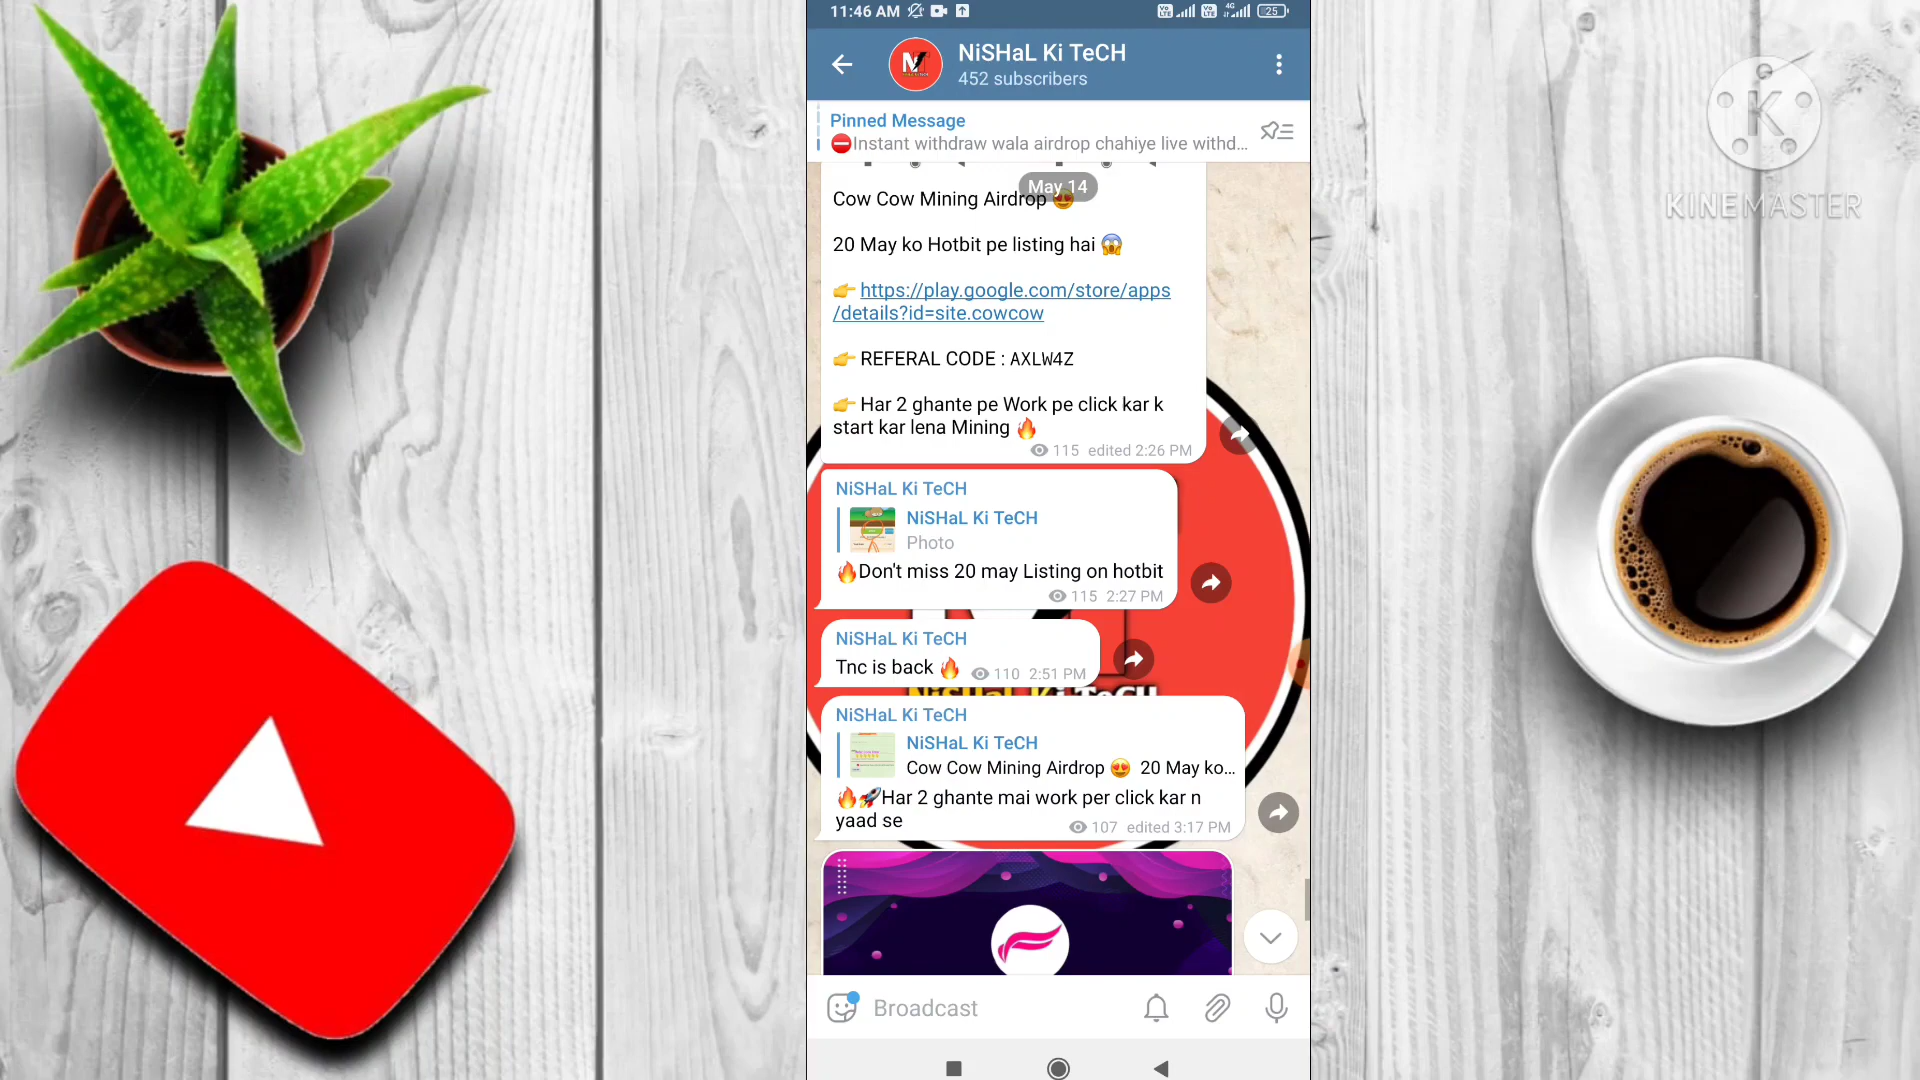 11:46 AM
25
NiSHaL Ki TeCH
452 subscribers
Pinned Message
⛔Instant withdraw wala airdrop chahiye live withd...
May 14
Cow Cow Mining Airdrop 😍
20 May ko Hotbit pe listing hai 😱
👉 https://play.google.com/store/apps
/details?id=site.cowcow
👉 REFERAL CODE : AXLW4Z
👉 Har 2 ghante pe Work pe click kar k
start kar lena Mining 🔥
115 edited 2:26 PM
NiSHaL Ki TeCH
NiSHaL Ki TeCH
Photo
🔥Don't miss 20 may Listing on hotbit
115 2:27 PM
NiSHaL Ki TeCH
Tnc is back 🔥 110 2:51 PM
NiSHaL Ki TeCH
NiSHaL Ki TeCH
NiSHaL Ki TeCH
Cow Cow Mining Airdrop 😍 20 May ko...
🔥🚀Har 2 ghante mai work per click kar n
yaad se
107 edited 3:17 PM
Broadcast
K
KINEMASTER